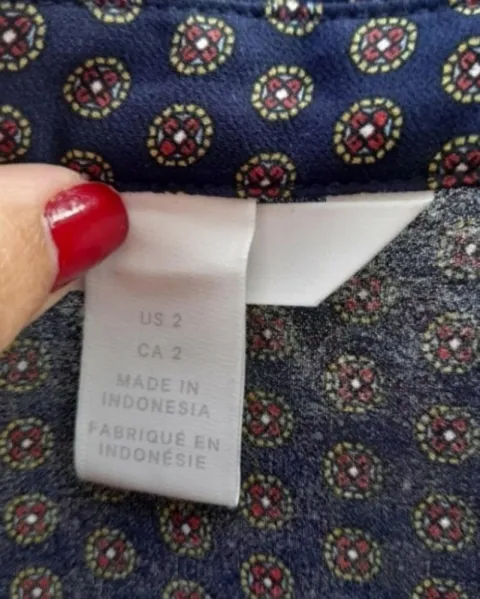 US 2
CA 2
MADE IN
INDONESIA
FABRIQUÉ EN
INDONÉSIE